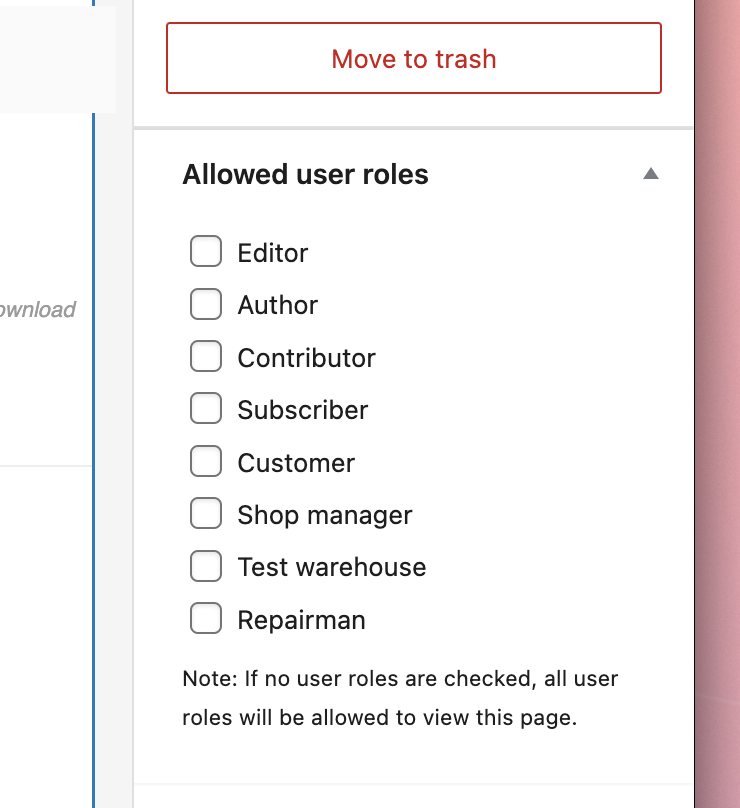 Move to trash
Allowed user roles
Editor
Author
ownload
Contributor
Subscriber
Customer
Shop manager
Test warehouse
Repairman
Note: If no user roles are checked, all user
roles will be allowed to view this page.